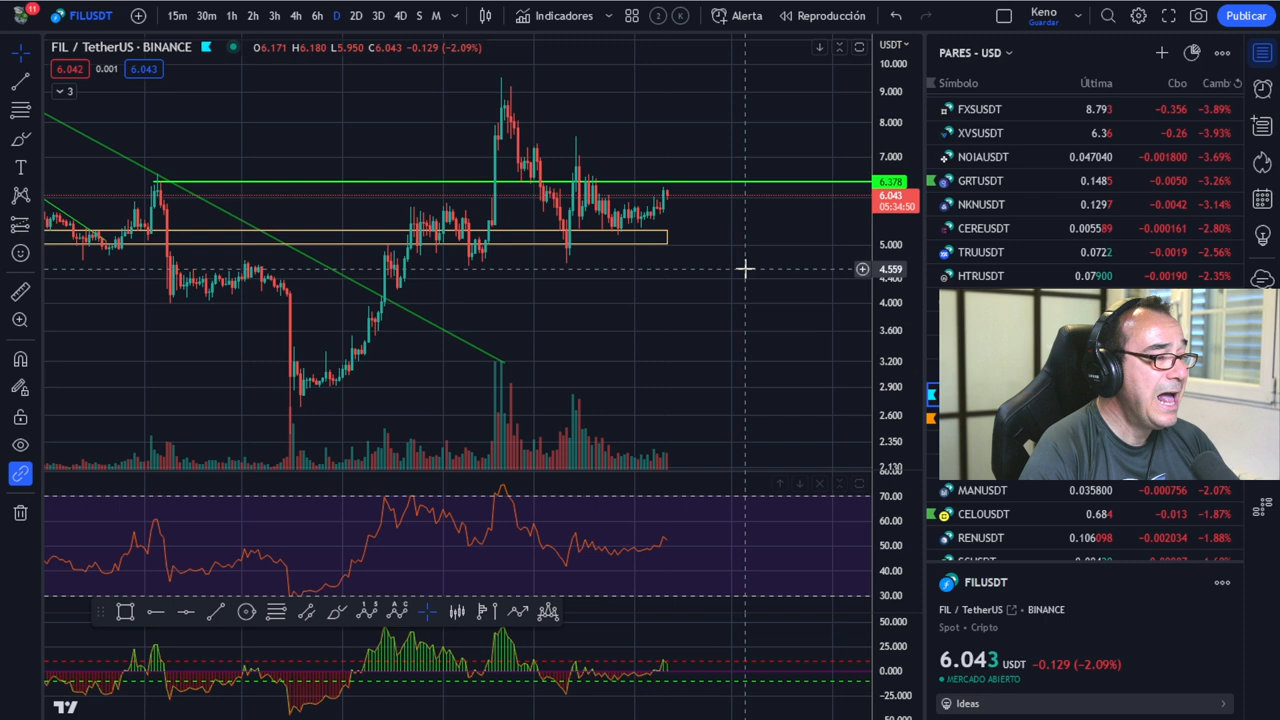 11
FILUSDT
15m 30m 1h 2h 3h 4h 6h D 2D 3D 4D S M
Indicadores
2 K
Alerta
Reproducción
Keno
Guardar
Publicar
FIL / TetherUS · BINANCE
O6.171 H6.180 L5.950 C6.043 −0.129 (−2.09%)
6.042 0.001 6.043
3
USDT
10.000
9.000
8.000
7.000
6.378
6.043
05:34:50
5.000
4.559
4.000
3.600
3.200
2.900
2.600
2.350
2.130
70.00
60.00
50.00
40.00
30.00
50.000
25.000
0.000
−25.000
PARES - USD
Símbolo Última Cbo Camb
FXSUSDT 8.793 −0.356 −3.89%
XVSUSDT 6.36 −0.26 −3.93%
NOIAUSDT 0.047040 −0.001800 −3.69%
GRTUSDT 0.1485 −0.0050 −3.26%
NKNUSDT 0.1297 −0.0042 −3.14%
CEREUSDT 0.005589 −0.000161 −2.80%
TRUUSDT 0.0722 −0.0019 −2.56%
HTRUSDT 0.07900 −0.00190 −2.35%
MANUSDT 0.035800 −0.000756 −2.07%
CELOUSDT 0.684 −0.013 −1.87%
RENUSDT 0.106098 −0.002034 −1.88%
FILUSDT
FIL / TetherUS · BINANCE
Spot · Cripto
6.043 USDT −0.129 (−2.09%)
MERCADO ABIERTO
Ideas